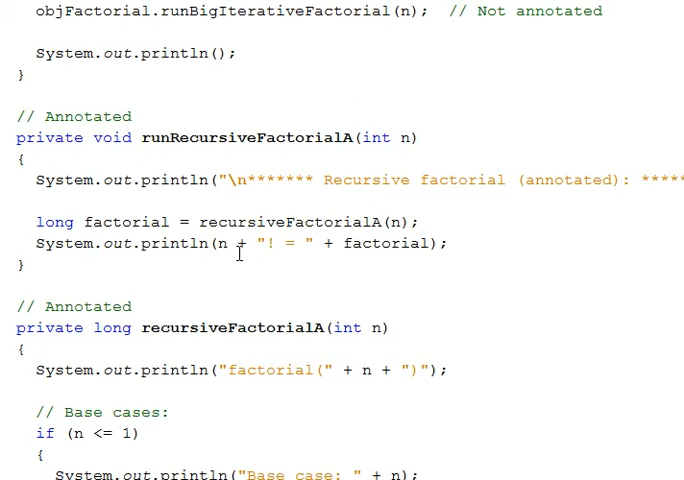 objFactorial.runBigIterativeFactorial(n);  // Not annotated
System.out.println();
}
// Annotated
private void runRecursiveFactorialA(int n)
{
System.out.println("\n******* Recursive factorial (annotated): *****
long factorial = recursiveFactorialA(n);
System.out.println(n + "! = " + factorial);
}
// Annotated
private long recursiveFactorialA(int n)
{
System.out.println("factorial(" + n + ")");
// Base cases:
if (n <= 1)
{
System.out.println("Base case: " + n);